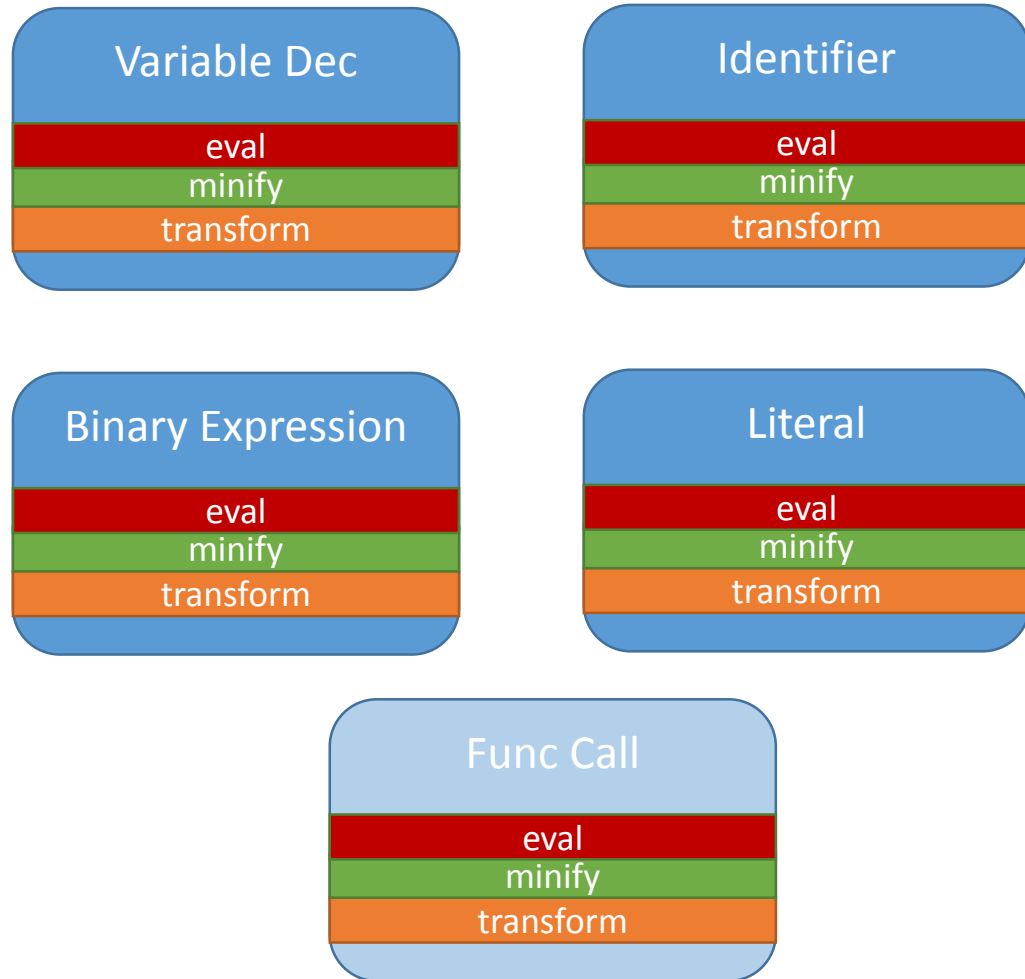 Variable Dec
eval
minify
transform
Identifier
eval
minify
transform
Binary Expression
eval
minify
transform
Literal
eval
minify
transform
Func Call
eval
minify
transform